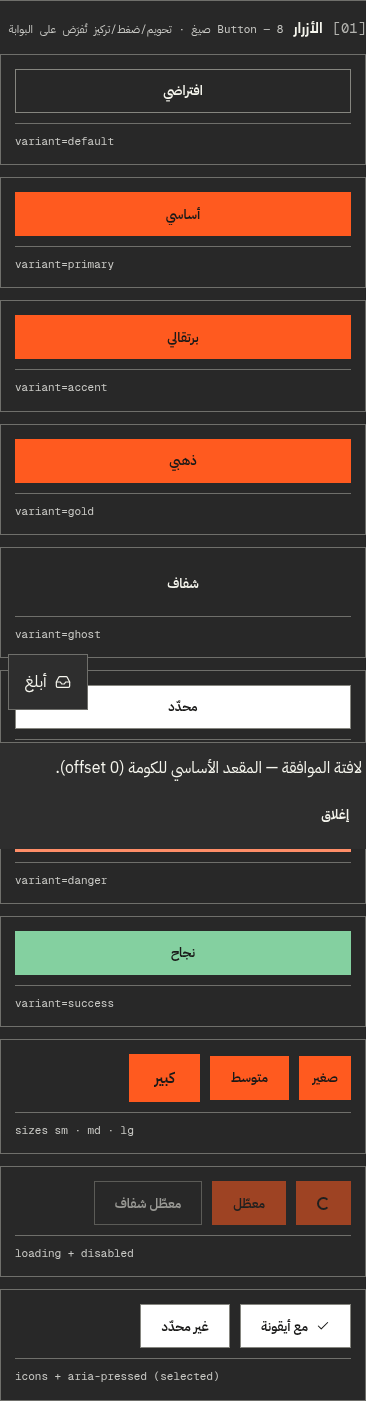 [01] الأزرار Button — 8 صيغ · تحويم/ضغط/تركيز تُفرَض على البوابة
افتراضي
variant=default
أساسي
variant=primary
برتقالي
variant=accent
ذهبي
variant=gold
شفاف
variant=ghost
أبلغ
محدّد
لافتة الموافقة — المقعد الأساسي للكومة (offset 0).
إغلاق
variant=danger
نجاح
variant=success
صغير متوسط كبير
sizes sm · md · lg
معطّل معطّل شفاف
loading + disabled
مع أيقونة غير محدّد
icons + aria-pressed (selected)